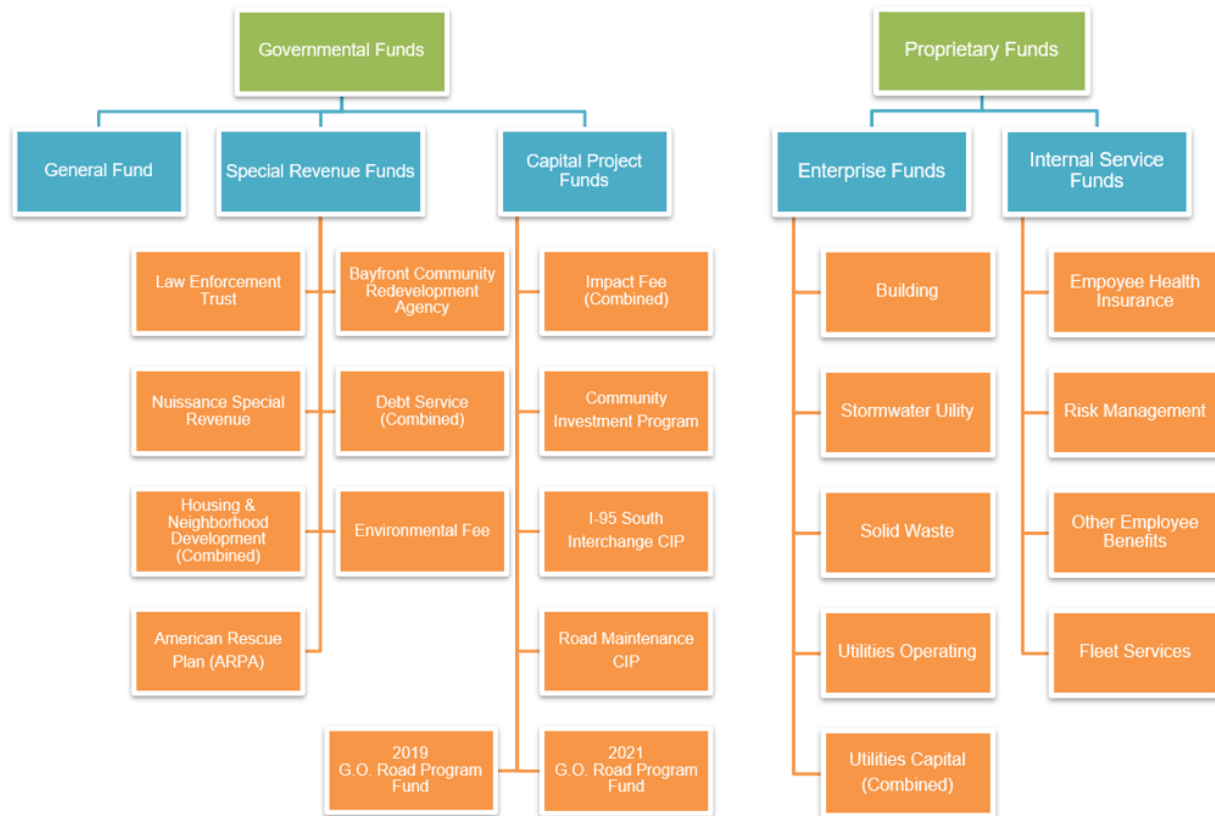 Governmental Funds
Proprietary Funds
General Fund
Special Revenue Funds
Capital Project
Funds
Enterprise Funds
Internal Service
Funds
Law Enforcement
Trust
Bayfront Community
Redevelopment
Agency
Impact Fee
(Combined)
Building
Empoyee Health
Insurance
Nuissance Special
Revenue
Debt Service
(Combined)
Community
Investment Program
Stormwater Uility
Risk Management
Housing &
Neighborhood
Development
(Combined)
Environmental Fee
I-95 South
Interchange CIP
Solid Waste
Other Employee
Benefits
American Rescue
Plan (ARPA)
Road Maintenance
CIP
Utilities Operating
Fleet Services
2019
G.O. Road Program
Fund
2021
G.O. Road Program
Fund
Utilities Capital
(Combined)